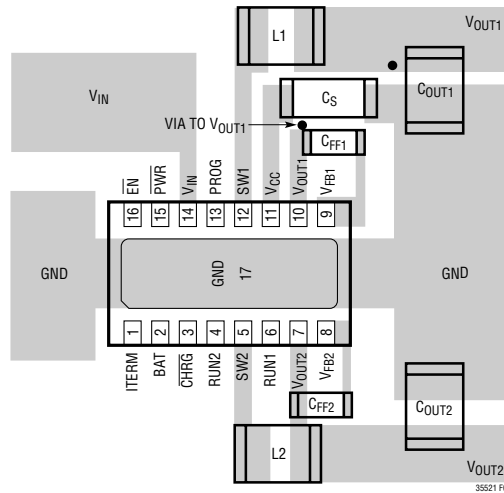 L1
V_OUT1
C_OUT1
V_IN
C_S
VIA TO V_OUT1
C_FF1
EN
PWR
V_IN
PROG
SW1
V_CC
V_OUT1
V_FB1
16
15
14
13
12
11
10
9
GND
GND
17
GND
1
2
3
4
5
6
7
8
ITERM
BAT
CHRG
RUN2
SW2
RUN1
V_OUT2
V_FB2
C_FF2
C_OUT2
L2
V_OUT2